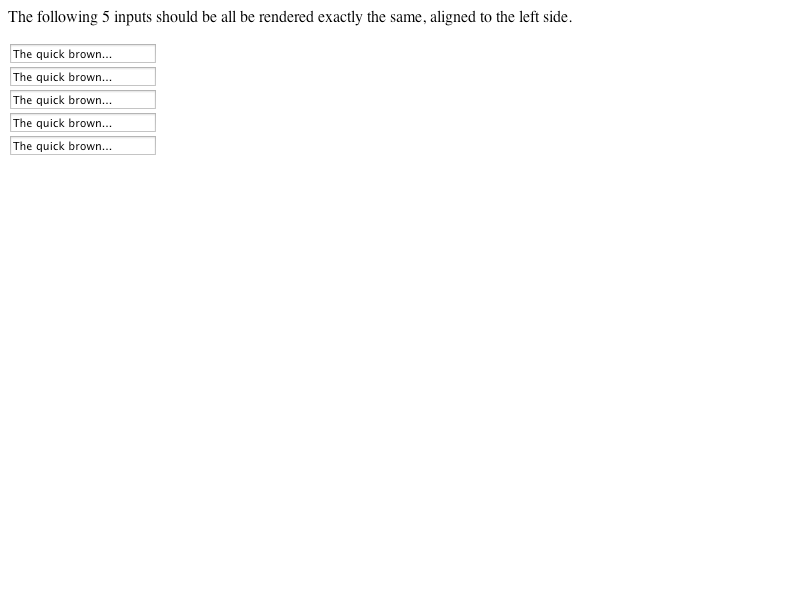 The following 5 inputs should be all be rendered exactly the same, aligned to the left side.
The quick brown...
The quick brown...
The quick brown...
The quick brown...
The quick brown...